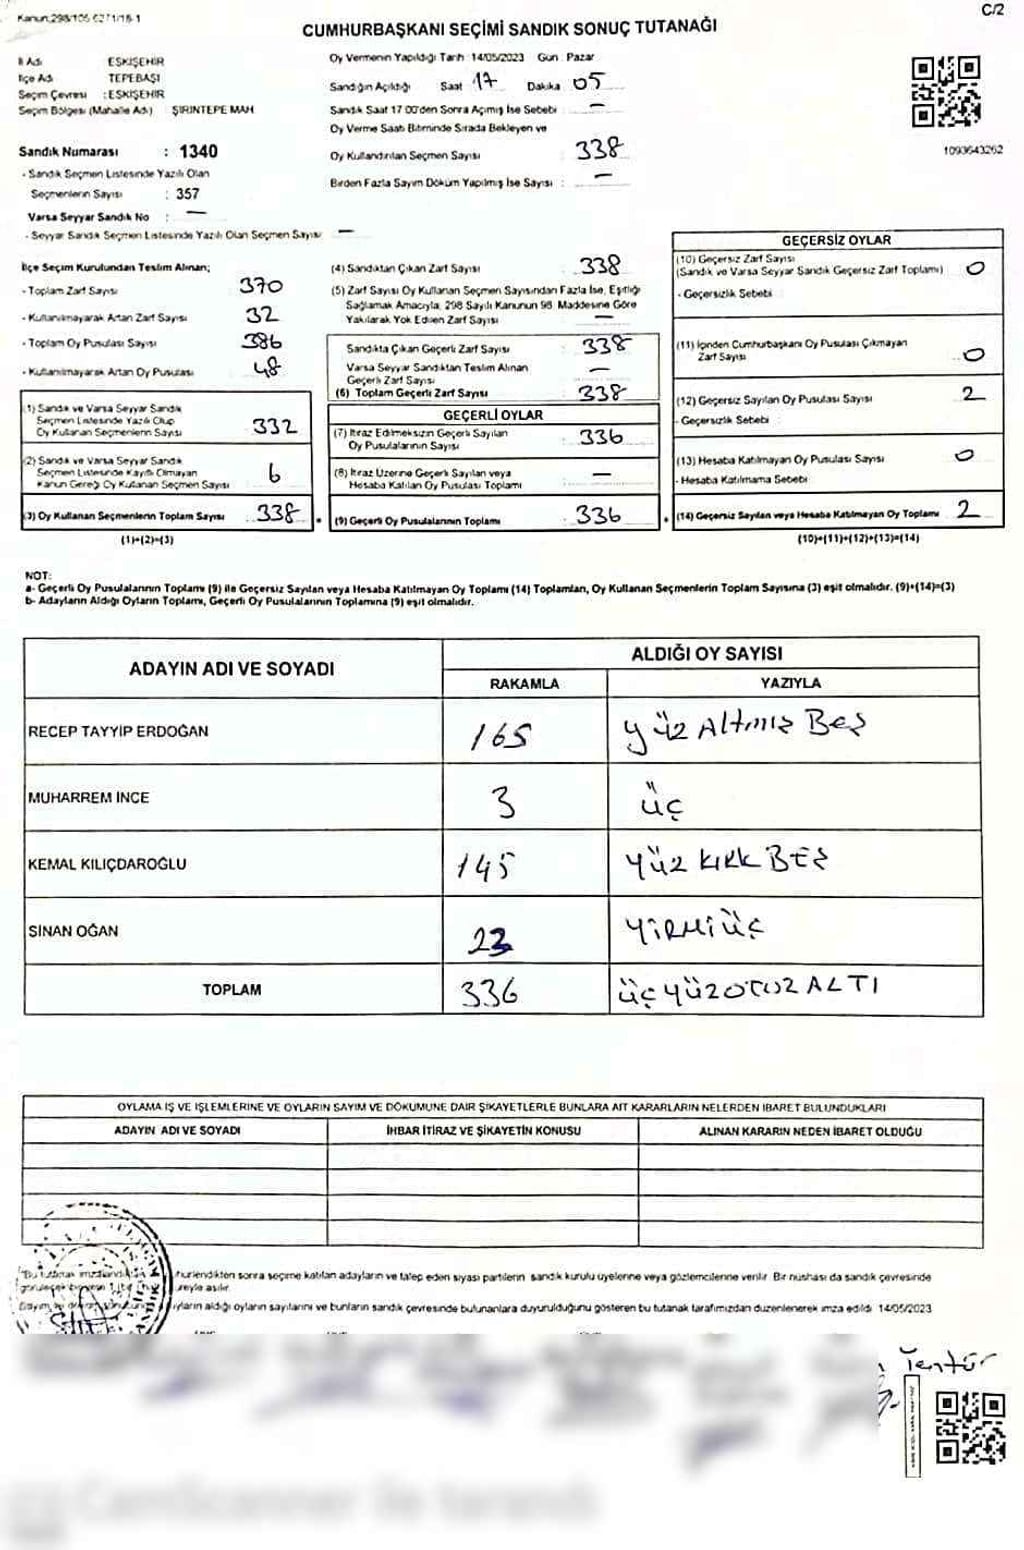 Kanun:298/105-6271/18-1
C/2
CUMHURBAŞKANI SEÇİMİ SANDIK SONUÇ TUTANAĞI
İl Adı ESKİŞEHİR
İlçe Adı TEPEBAŞI
Seçim Çevresi : ESKİŞEHİR
Seçim Bölgesi (Mahalle Adı) ŞİRİNTEPE MAH
Sandık Numarası : 1340
- Sandık Seçmen Listesinde Yazılı Olan
Seçmenlerin Sayısı : 357
Varsa Seyyar Sandık No : —
- Seyyar Sandık Seçmen Listesinde Yazılı Olan Seçmen Sayısı : —
Oy Vermenin Yapıldığı Tarih 14/05/2023 Gün Pazar
Sandığın Açıldığı Saat 17 Dakika 05
Sandık Saat 17 00'den Sonra Açımış İse Sebebi : —
Oy Verme Saati Bitiminde Sırada Bekleyen ve
Oy Kullandırılan Seçmen Sayısı 338
Birden Fazla Sayım Döküm Yapılmış İse Sayısı : —
1093643262
İlçe Seçim Kurulundan Teslim Alınan;
- Toplam Zarf Sayısı 370
- Kullanılmayarak Artan Zarf Sayısı 32
- Toplam Oy Pusulası Sayısı 386
- Kullanılmayarak Artan Oy Pusulası 48
(1) Sandık ve Varsa Seyyar Sandık
Seçmen Listesinde Yazılı Olup
Oy Kullanan Seçmenlerin Sayısı 332
(2) Sandık ve Varsa Seyyar Sandık
Seçmen Listesinde Kayıtlı Olmayan
Kanun Gereği Oy Kullanan Seçmen Sayısı 6
(3) Oy Kullanan Seçmenlerin Toplam Sayısı 338
(1)+(2)=(3)
(4) Sandıktan Çıkan Zarf Sayısı 338
(5) Zarf Sayısı Oy Kullanan Seçmen Sayısından Fazla İse, Eşitliği
Sağlamak Amacıyla, 298 Sayılı Kanunun 98. Maddesine Göre
Yakılarak Yok Edilen Zarf Sayısı —
Sandıkta Çıkan Geçerli Zarf Sayısı : 338
Varsa Seyyar Sandıktan Teslim Alınan
Geçerli Zarf Sayısı —
(6) Toplam Geçerli Zarf Sayısı 338
GEÇERLİ OYLAR
(7) İtiraz Edilmeksizin Geçerli Sayılan
Oy Pusulalarının Sayısı : 336
(8) İtiraz Üzerine Geçerli Sayılan veya
Hesaba Katılan Oy Pusulası Toplamı —
(9) Geçerli Oy Pusulalarının Toplamı 336
GEÇERSİZ OYLAR
(10) Geçersiz Zarf Sayısı
(Sandık ve Varsa Seyyar Sandık Geçersiz Zarf Toplamı) 0
- Geçersizlik Sebebi
(11) İçinden Cumhurbaşkanı Oy Pusulası Çıkmayan
Zarf Sayısı 0
(12) Geçersiz Sayılan Oy Pusulası Sayısı 2
- Geçersizlik Sebebi
(13) Hesaba Katılmayan Oy Pusulası Sayısı 0
- Hesaba Katılmama Sebebi
(14) Geçersiz Sayılan veya Hesaba Katılmayan Oy Toplamı 2
(10)+(11)+(12)+(13)=(14)
NOT:
a- Geçerli Oy Pusulalarının Toplamı (9) ile Geçersiz Sayılan veya Hesaba Katılmayan Oy Toplamı (14) Toplamları, Oy Kullanan Seçmenlerin Toplam Sayısına (3) eşit olmalıdır. (9)+(14)=(3)
b- Adayların Aldığı Oyların Toplamı, Geçerli Oy Pusulalarının Toplamına (9) eşit olmalıdır.
ADAYIN ADI VE SOYADI
ALDIĞI OY SAYISI
RAKAMLA YAZIYLA
RECEP TAYYİP ERDOĞAN 165 Yüz Altmış Beş
MUHARREM İNCE 3 üç
KEMAL KILIÇDAROĞLU 145 Yüz Kırk Beş
SİNAN OĞAN 23 YİRMİ ÜÇ
TOPLAM 336 üç YÜZ OTUZ ALTI
OYLAMA İŞ VE İŞLEMLERİNE VE OYLARIN SAYIM VE DÖKÜMÜNE DAİR ŞİKAYETLERLE BUNLARA AİT KARARLARIN NELERDEN İBARET BULUNDUKLARI
ADAYIN ADI VE SOYADI İHBAR İTİRAZ VE ŞİKAYETİN KONUSU ALINAN KARARIN NEDEN İBARET OLDUĞU
sonra seçime katılan adayların ve talep eden siyasi partilerin sandık kurulu üyelerine veya gözlemcilerine verilir. Bir nüshası da sandık çevresinde
aldığı oyların sayılarını ve bunların sandık çevresinde bulunanlara duyurulduğunu gösteren bu tutanak tarafımızdan düzenlenerek imza edildi 14/05/2023